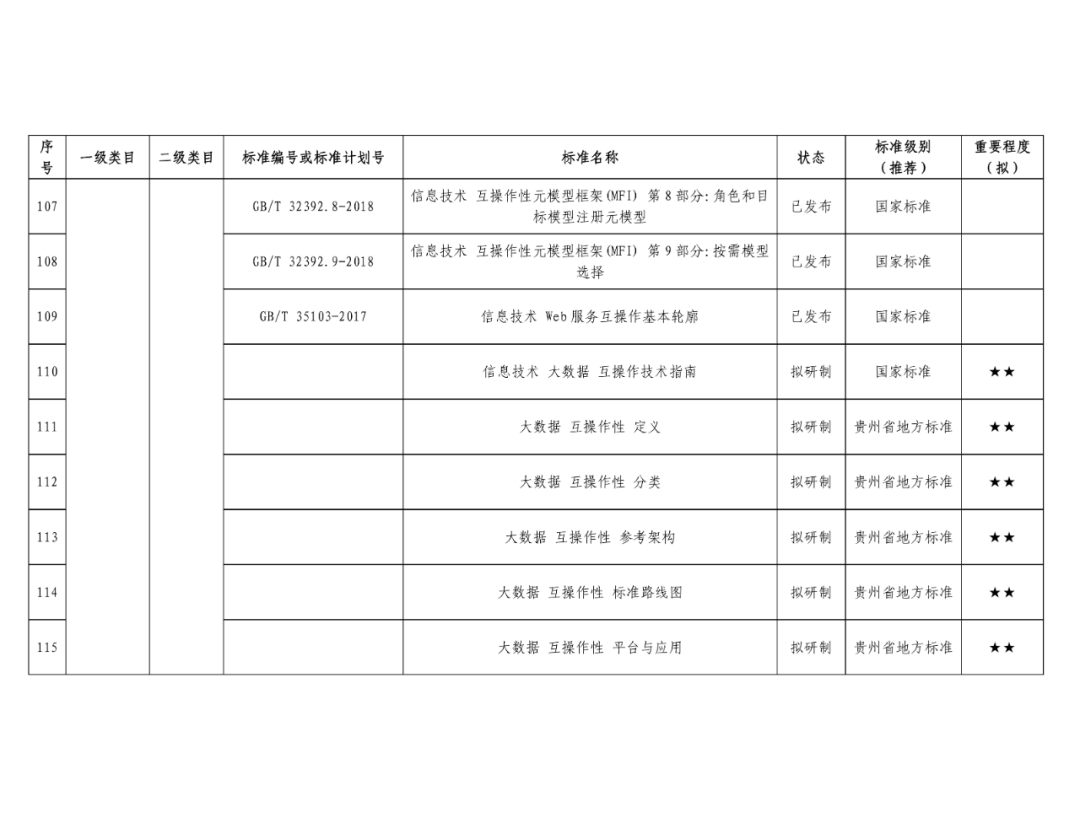 序号 一级类目 二级类目 标准编号或标准计划号 标准名称 状态 标准级别（推荐） 重要程度（拟）
107 GB/T 32392.8-2018 信息技术 互操作性元模型框架(MFI) 第8部分:角色和目标模型注册元模型 已发布 国家标准
108 GB/T 32392.9-2018 信息技术 互操作性元模型框架(MFI) 第9部分:按需模型选择 已发布 国家标准
109 GB/T 35103-2017 信息技术 Web服务互操作基本轮廓 已发布 国家标准
110 信息技术 大数据 互操作技术指南 拟研制 国家标准 ★★
111 大数据 互操作性 定义 拟研制 贵州省地方标准 ★★
112 大数据 互操作性 分类 拟研制 贵州省地方标准 ★★
113 大数据 互操作性 参考架构 拟研制 贵州省地方标准 ★★
114 大数据 互操作性 标准路线图 拟研制 贵州省地方标准 ★★
115 大数据 互操作性 平台与应用 拟研制 贵州省地方标准 ★★